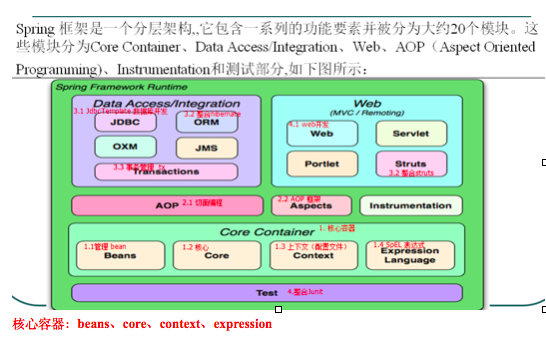 Spring 框架是一个分层架构,,它包含一系列的功能要素并被分为大约20个模块。这
些模块分为Core Container、Data Access/Integration、Web、AOP（Aspect Oriented
Programming)、Instrumentation和测试部分,如下图所示：
Spring Framework Runtime
Data Access/Integration
3.1 JdbcTemplate 数据库开发
3.2 整合hibernate
JDBC
ORM
OXM
JMS
3.3 事务管理 tx
Transactions
Web
(MVC / Remoting)
4.1 web开发
Web
Servlet
Portlet
Struts
3.2 整合struts
AOP 2.1 切面编程
2.2 AOP 框架
Aspects
Instrumentation
Core Container 1. 核心容器
1.1管理 bean
Beans
1.2 核心
Core
1.3 上下文（配置文件）
Context
1.4 SpEL 表达式
Expression
Language
Test 4.整合Junit
核心容器：beans、core、context、expression